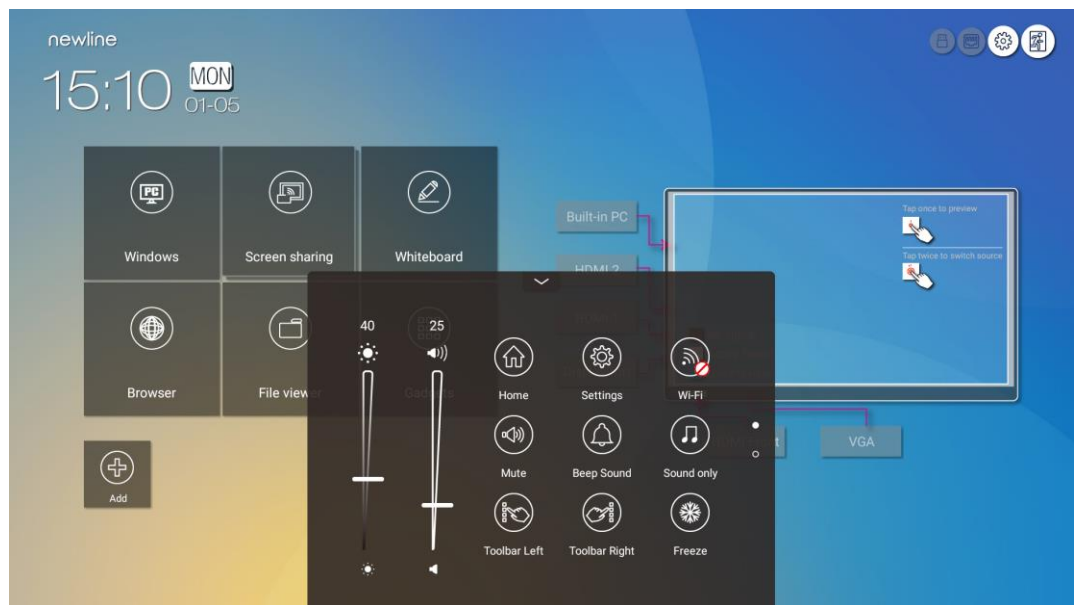 newline
15:10
MON
01-05
PC
Windows
Screen sharing
Whiteboard
Browser
File view
Gadgets
Add
Built-in PC
HDMI 2
VGA
Tap once to preview
Tap twice to switch source
40
25
Home
Settings
Wi-Fi
Mute
Beep Sound
Sound only
Toolbar Left
Toolbar Right
Freeze